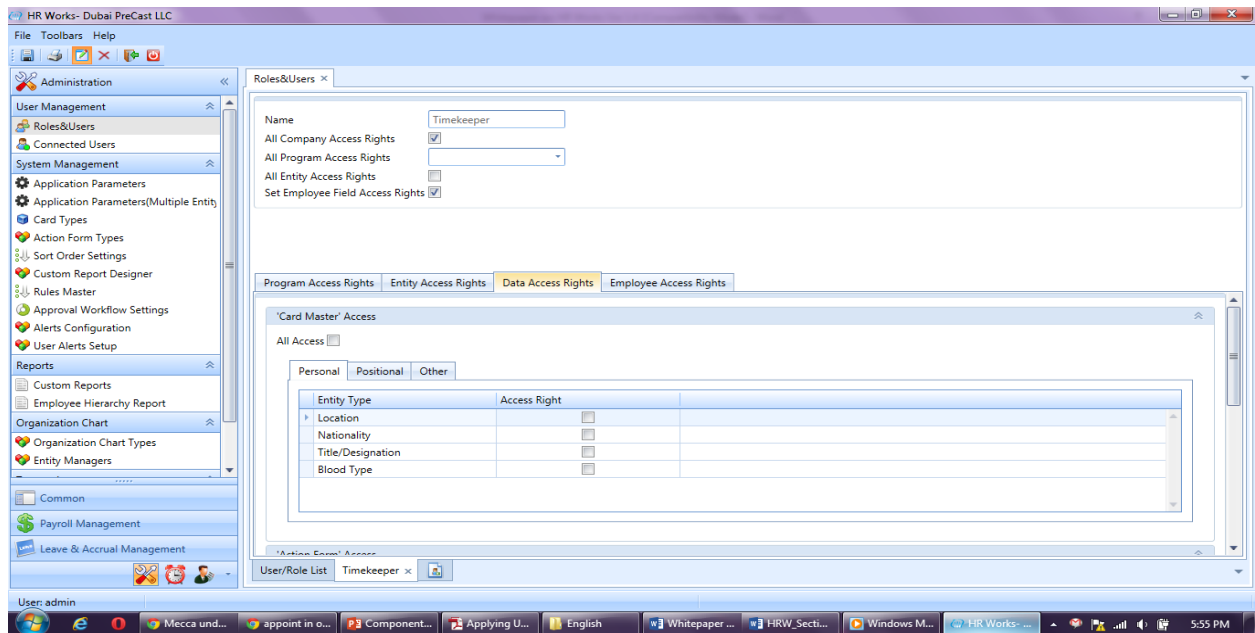 HR Works- Dubai PreCast LLC
File Toolbars Help
Administration
User Management
Roles&Users
Connected Users
System Management
Application Parameters
Application Parameters(Multiple Entity
Card Types
Action Form Types
Sort Order Settings
Custom Report Designer
Rules Master
Approval Workflow Settings
Alerts Configuration
User Alerts Setup
Reports
Custom Reports
Employee Hierarchy Report
Organization Chart
Organization Chart Types
Entity Managers
Common
Payroll Management
Leave & Accrual Management
Roles&Users
Name Timekeeper
All Company Access Rights
All Program Access Rights
All Entity Access Rights
Set Employee Field Access Rights
Program Access Rights Entity Access Rights Data Access Rights Employee Access Rights
'Card Master' Access
All Access
Personal Positional Other
Entity Type Access Right
Location
Nationality
Title/Designation
Blood Type
'Action Form' Access
User/Role List Timekeeper
User: admin
Mecca und... appoint in o... Component... Applying U... English Whitepaper ... HRW_Secti... Windows M... HR Works- ... 5:55 PM